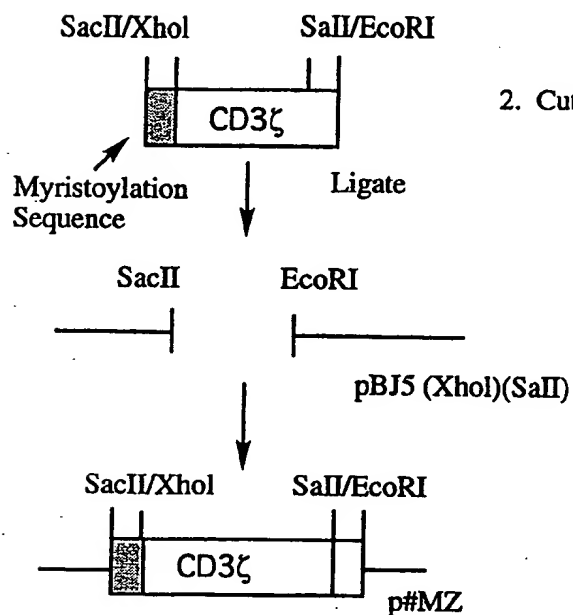 SacII/XhoI SalI/EcoRI
2. Cut
CD3ζ
Myristoylation
Sequence
Ligate
SacII EcoRI
pBJ5 (XhoI)(SalI)
SacII/XhoI SalI/EcoRI
CD3ζ
p#MZ